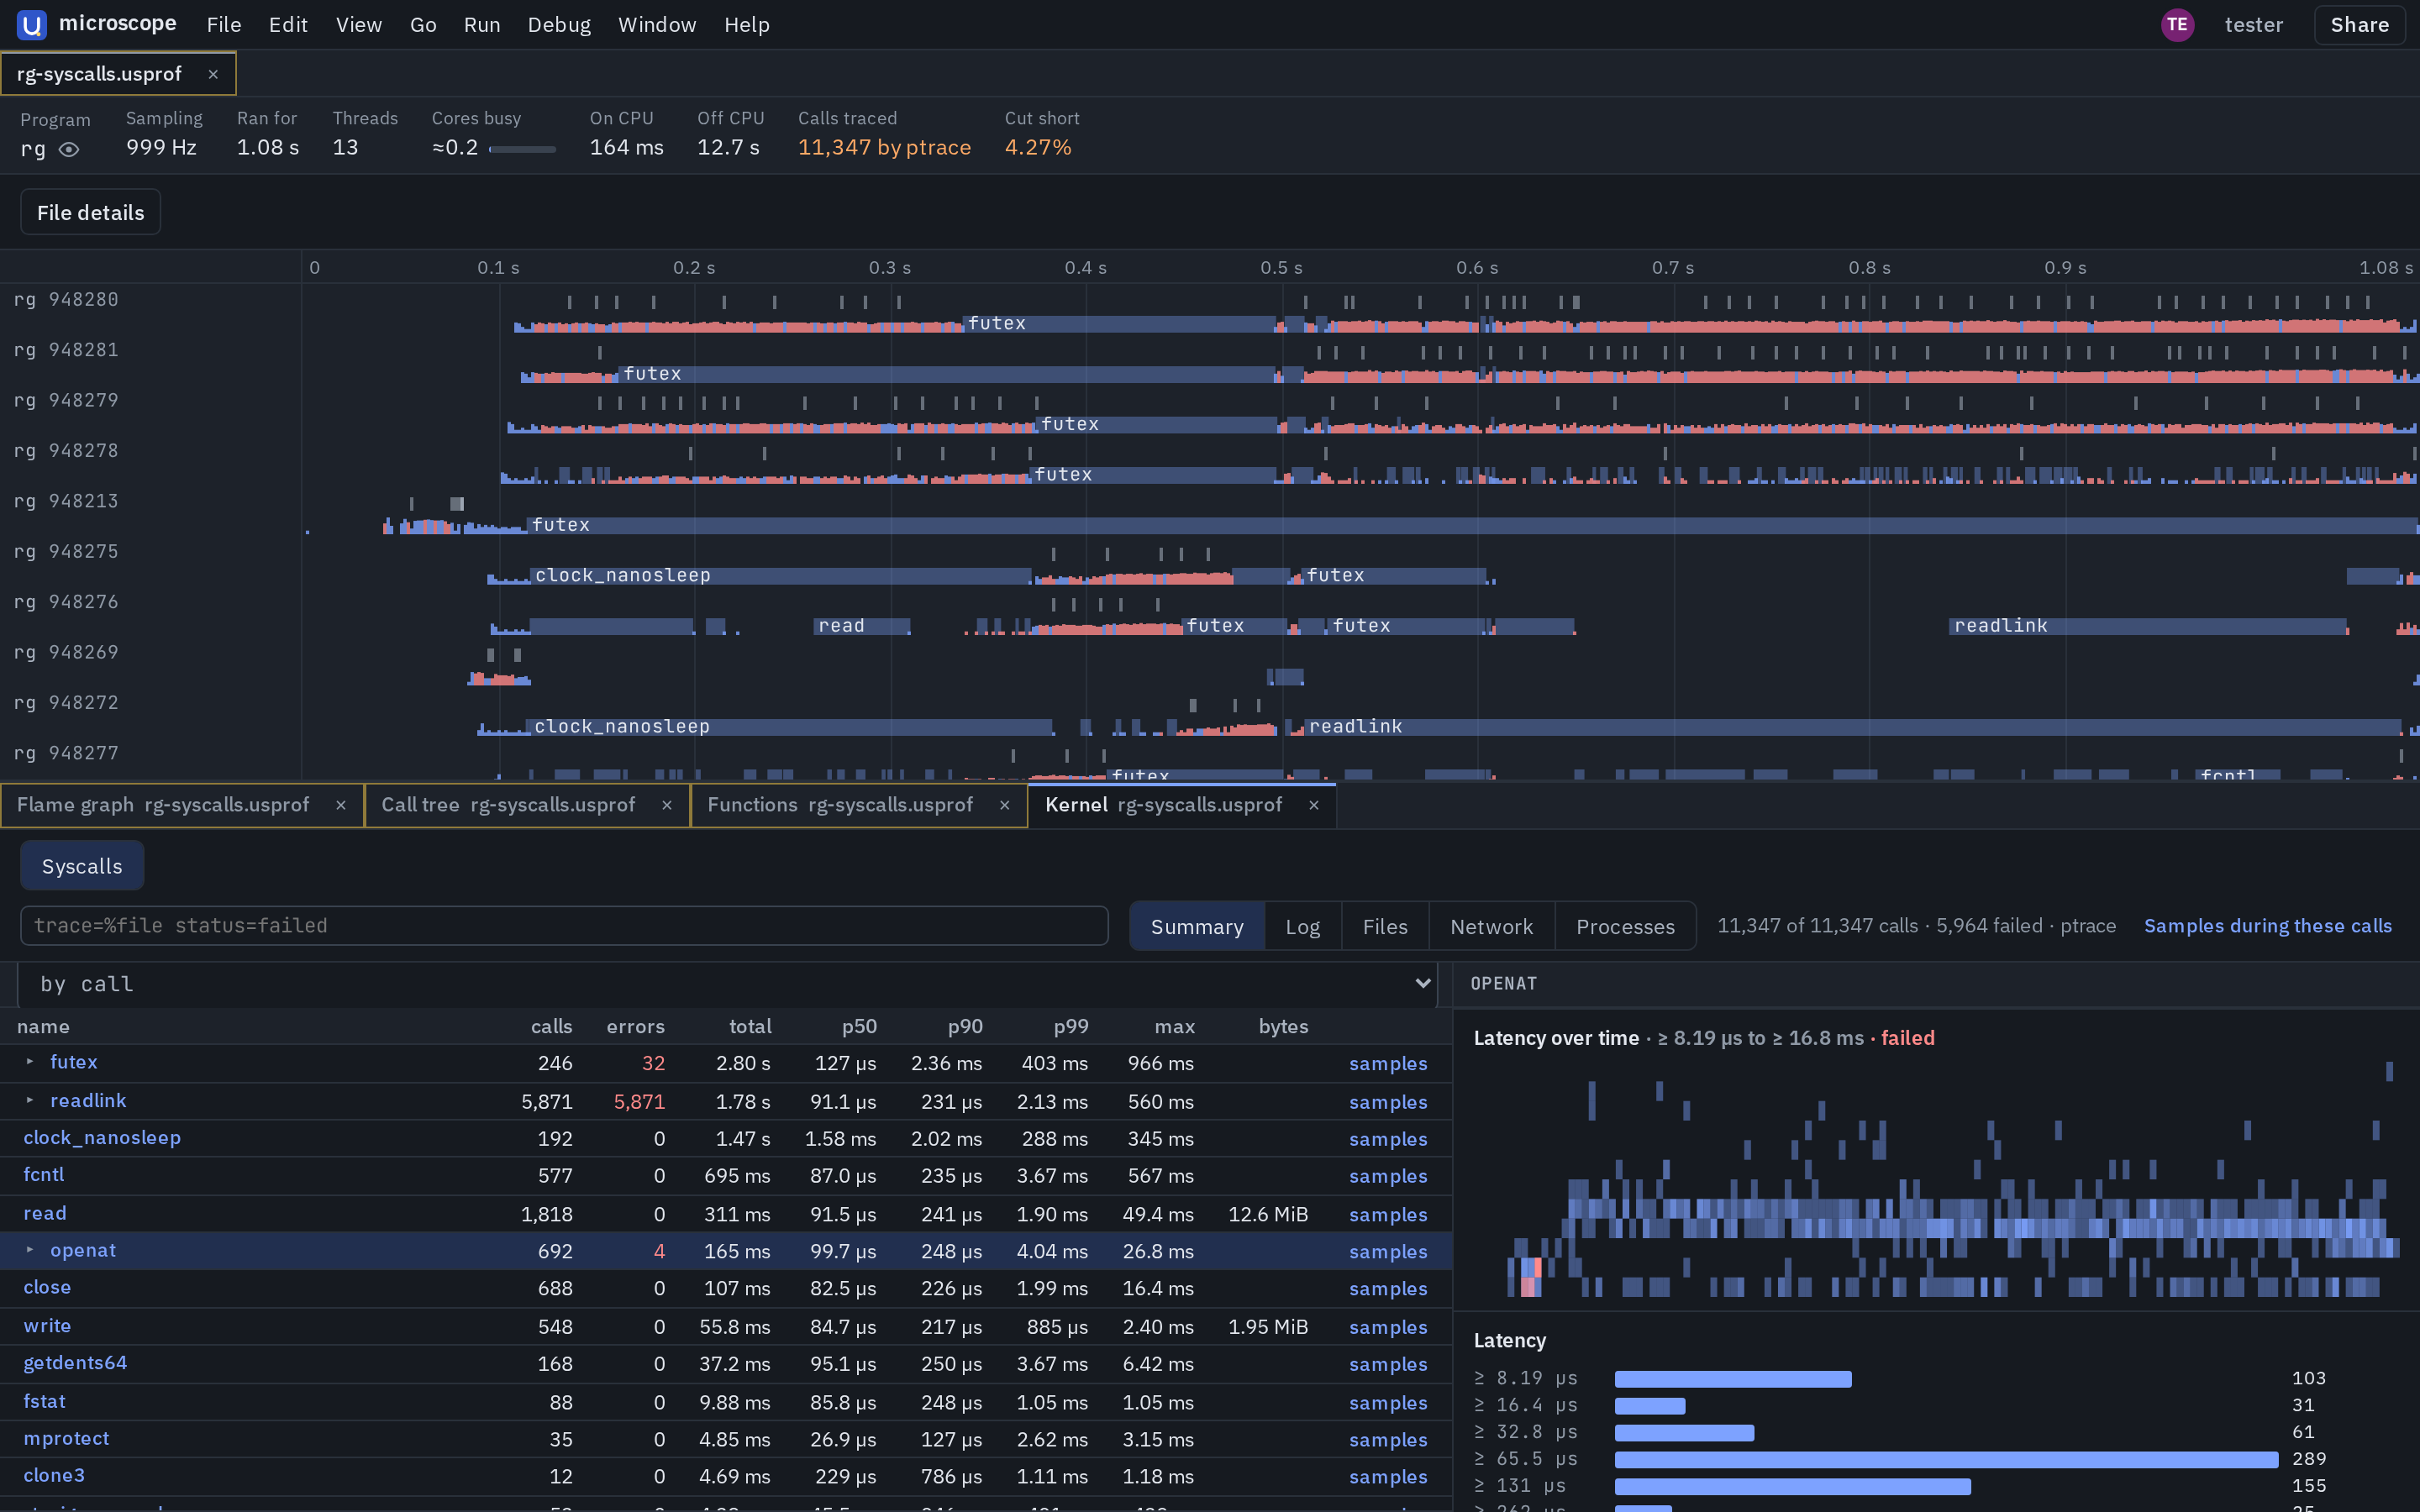 microscope File Edit View Go Run Debug Window Help TE tester Share
rg-syscalls.usprof ×
Program Sampling Ran for Threads Cores busy On CPU Off CPU Calls traced Cut short
rg 999 Hz 1.08 s 13 ≈0.2 164 ms 12.7 s 11,347 by ptrace 4.27%
File details
0 0.1 s 0.2 s 0.3 s 0.4 s 0.5 s 0.6 s 0.7 s 0.8 s 0.9 s 1.08 s
rg 948280
futex
rg 948281
futex
rg 948279
futex
rg 948278
futex
rg 948213
futex
rg 948275
clock_nanosleep futex
rg 948276
read futex futex readlink
rg 948269
rg 948272
clock_nanosleep readlink
rg 948277
futex fcntl
Flame graph rg-syscalls.usprof × Call tree rg-syscalls.usprof × Functions rg-syscalls.usprof × Kernel rg-syscalls.usprof ×
Syscalls
trace=%file status=failed Summary Log Files Network Processes 11,347 of 11,347 calls · 5,964 failed · ptrace Samples during these calls
by call
name calls errors total p50 p90 p99 max bytes
futex 246 32 2.80 s 127 µs 2.36 ms 403 ms 966 ms samples
readlink 5,871 5,871 1.78 s 91.1 µs 231 µs 2.13 ms 560 ms samples
clock_nanosleep 192 0 1.47 s 1.58 ms 2.02 ms 288 ms 345 ms samples
fcntl 577 0 695 ms 87.0 µs 235 µs 3.67 ms 567 ms samples
read 1,818 0 311 ms 91.5 µs 241 µs 1.90 ms 49.4 ms 12.6 MiB samples
openat 692 4 165 ms 99.7 µs 248 µs 4.04 ms 26.8 ms samples
close 688 0 107 ms 82.5 µs 226 µs 1.99 ms 16.4 ms samples
write 548 0 55.8 ms 84.7 µs 217 µs 885 µs 2.40 ms 1.95 MiB samples
getdents64 168 0 37.2 ms 95.1 µs 250 µs 3.67 ms 6.42 ms samples
fstat 88 0 9.88 ms 85.8 µs 248 µs 1.05 ms 1.05 ms samples
mprotect 35 0 4.85 ms 26.9 µs 127 µs 2.62 ms 3.15 ms samples
clone3 12 0 4.69 ms 229 µs 786 µs 1.11 ms 1.18 ms samples
OPENAT
Latency over time · ≥ 8.19 µs to ≥ 16.8 ms · failed
Latency
≥ 8.19 µs 103
≥ 16.4 µs 31
≥ 32.8 µs 61
≥ 65.5 µs 289
≥ 131 µs 155